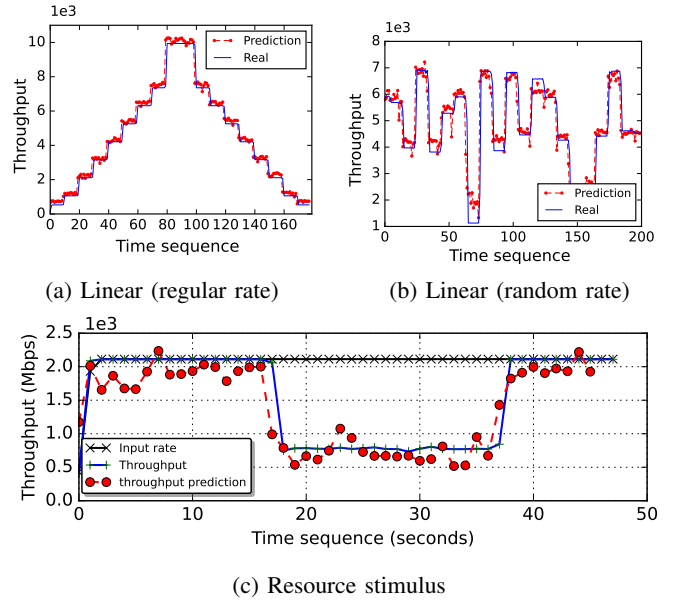 1e3
Throughput
10
8
6
4
2
0
0 20 40 60 80 100 120 140 160
Time sequence
Prediction
Real
(a) Linear (regular rate)
1e3
Throughput
8
7
6
5
4
3
2
1
0 50 100 150 200
Time sequence
Prediction
Real
(b) Linear (random rate)
1e3
Throughput (Mbps)
2.5
2.0
1.5
1.0
0.5
0.0
0 10 20 30 40 50
Time sequence (seconds)
Input rate
Throughput
throughput prediction
(c) Resource stimulus